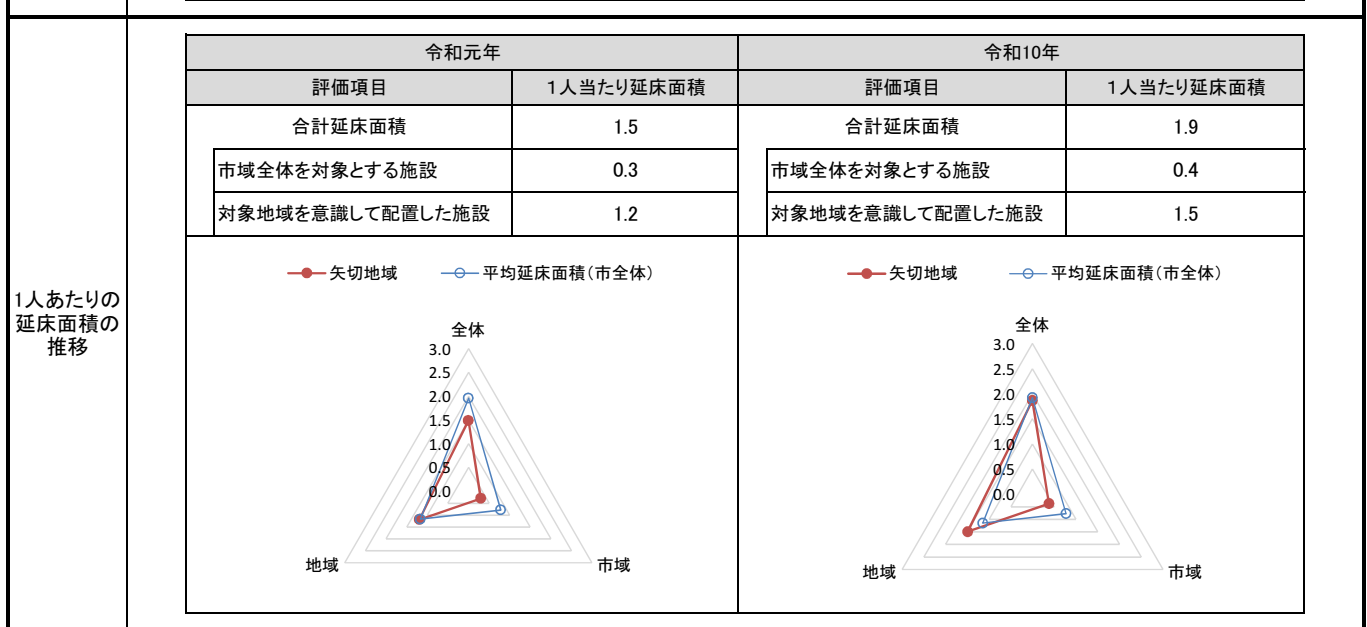 令和元年
令和10年
評価項目
1人当たり延床面積
評価項目
1人当たり延床面積
合計延床面積
1.5
合計延床面積
1.9
市域全体を対象とする施設
0.3
市域全体を対象とする施設
0.4
対象地域を意識して配置した施設
1.2
対象地域を意識して配置した施設
1.5
1人あたりの
延床面積の
推移
矢切地域
平均延床面積(市全体)
全体
3.0
2.5
2.0
1.5
1.0
0.5
0.0
地域
市域
矢切地域
平均延床面積(市全体)
全体
3.0
2.5
2.0
1.5
1.0
0.5
0.0
地域
市域